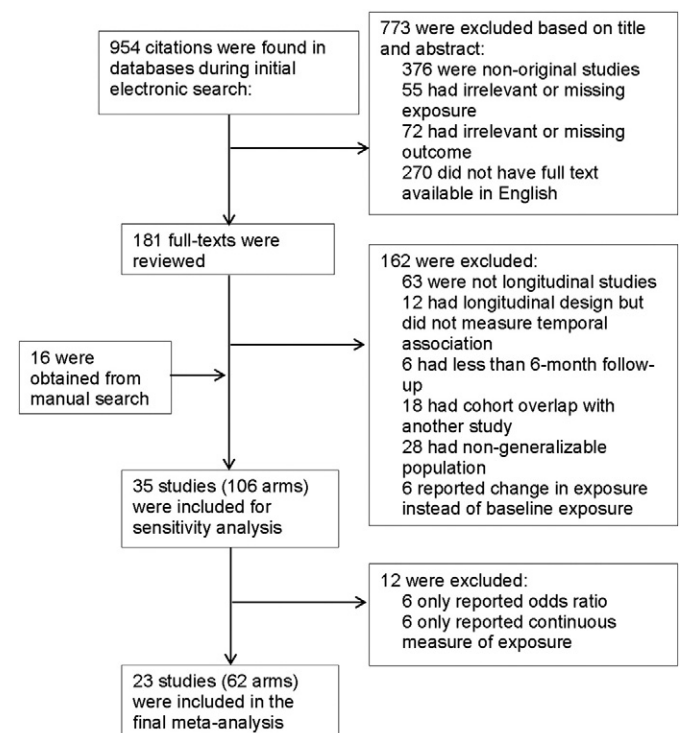 954 citations were found in
databases during initial
electronic search:
773 were excluded based on title
and abstract:
376 were non-original studies
55 had irrelevant or missing
exposure
72 had irrelevant or missing
outcome
270 did not have full text
available in English
181 full-texts were
reviewed
162 were excluded:
63 were not longitudinal studies
12 had longitudinal design but
did not measure temporal
association
6 had less than 6-month follow-
up
18 had cohort overlap with
another study
28 had non-generalizable
population
6 reported change in exposure
instead of baseline exposure
16 were
obtained from
manual search
35 studies (106 arms)
were included for
sensitivity analysis
12 were excluded:
6 only reported odds ratio
6 only reported continuous
measure of exposure
23 studies (62 arms)
were included in the
final meta-analysis